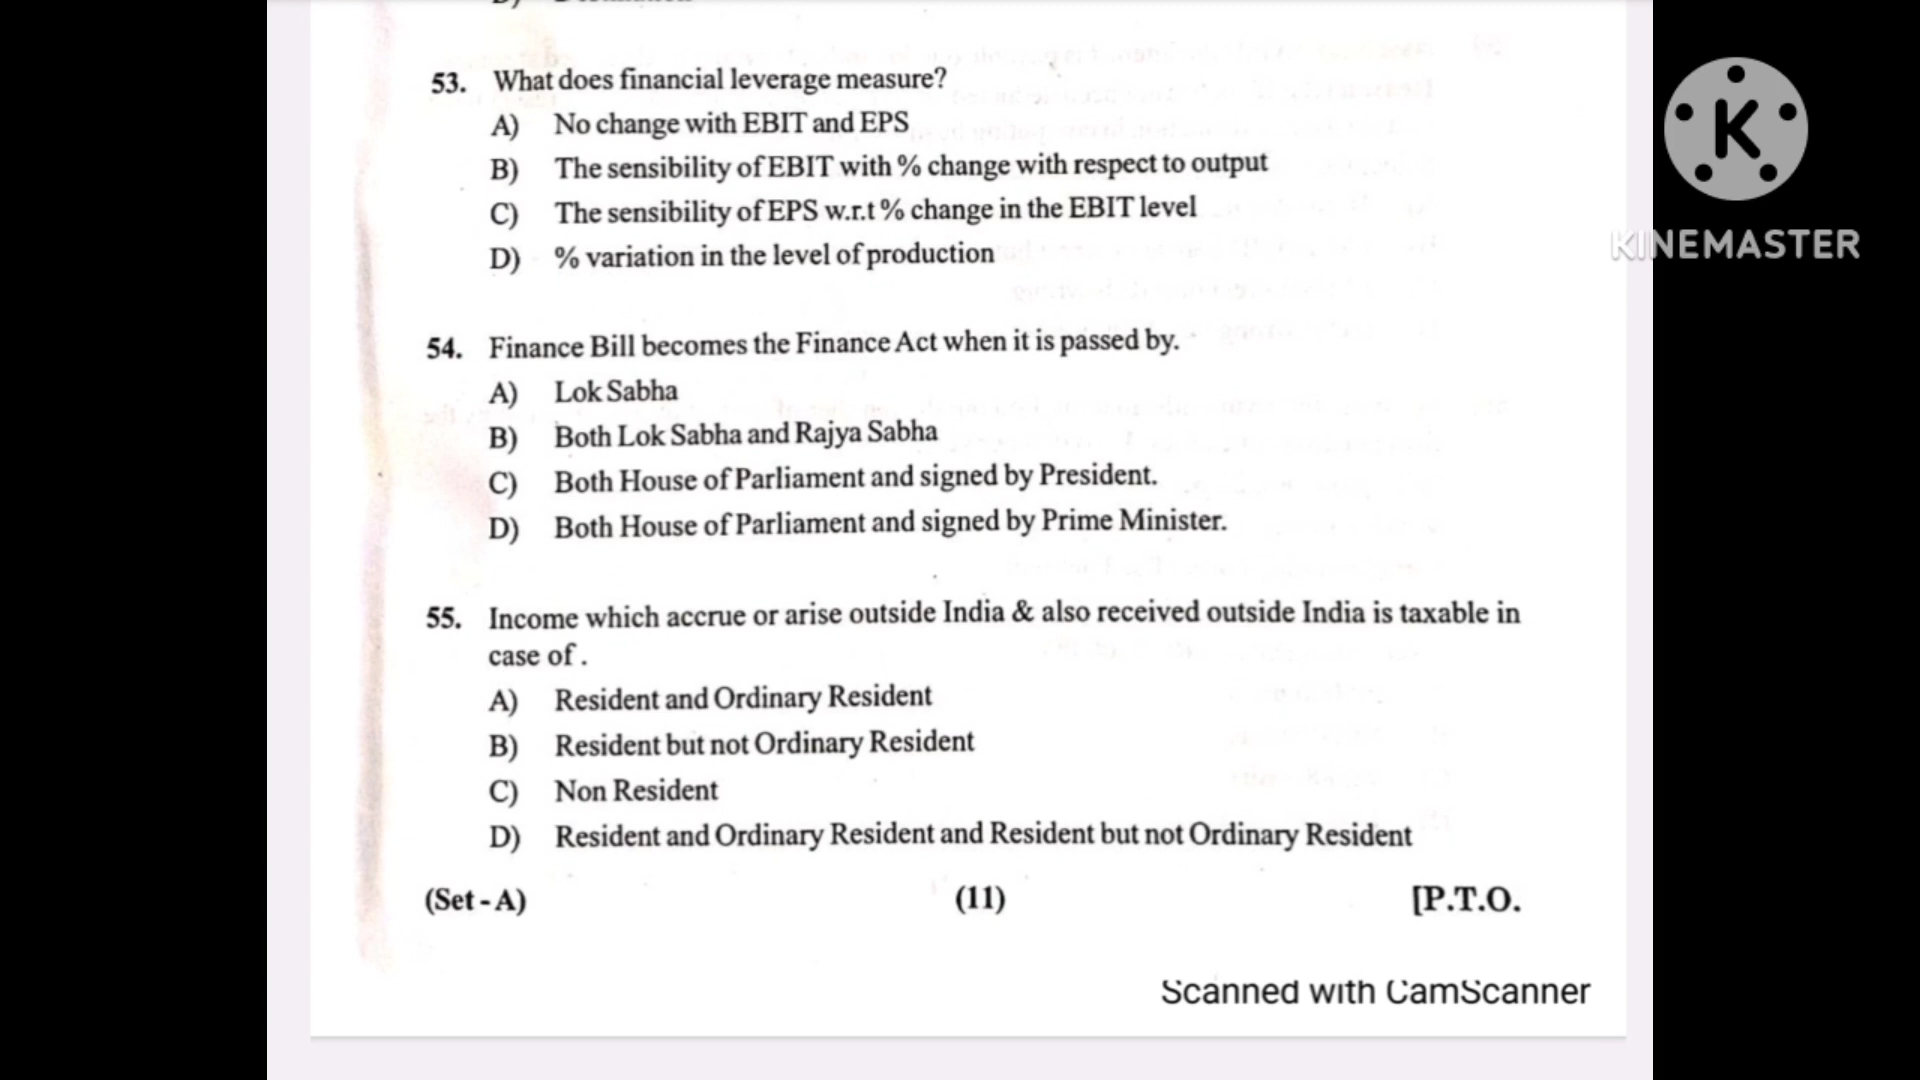 53. What does financial leverage measure?
A) No change with EBIT and EPS
B) The sensibility of EBIT with % change with respect to output
C) The sensibility of EPS w.r.t % change in the EBIT level
D) % variation in the level of production
54. Finance Bill becomes the Finance Act when it is passed by.
A) Lok Sabha
B) Both Lok Sabha and Rajya Sabha
C) Both House of Parliament and signed by President.
D) Both House of Parliament and signed by Prime Minister.
55. Income which accrue or arise outside India & also received outside India is taxable in
case of .
A) Resident and Ordinary Resident
B) Resident but not Ordinary Resident
C) Non Resident
D) Resident and Ordinary Resident and Resident but not Ordinary Resident
(Set - A) (11) [P.T.O.
Scanned with CamScanner
K
KINEMASTER